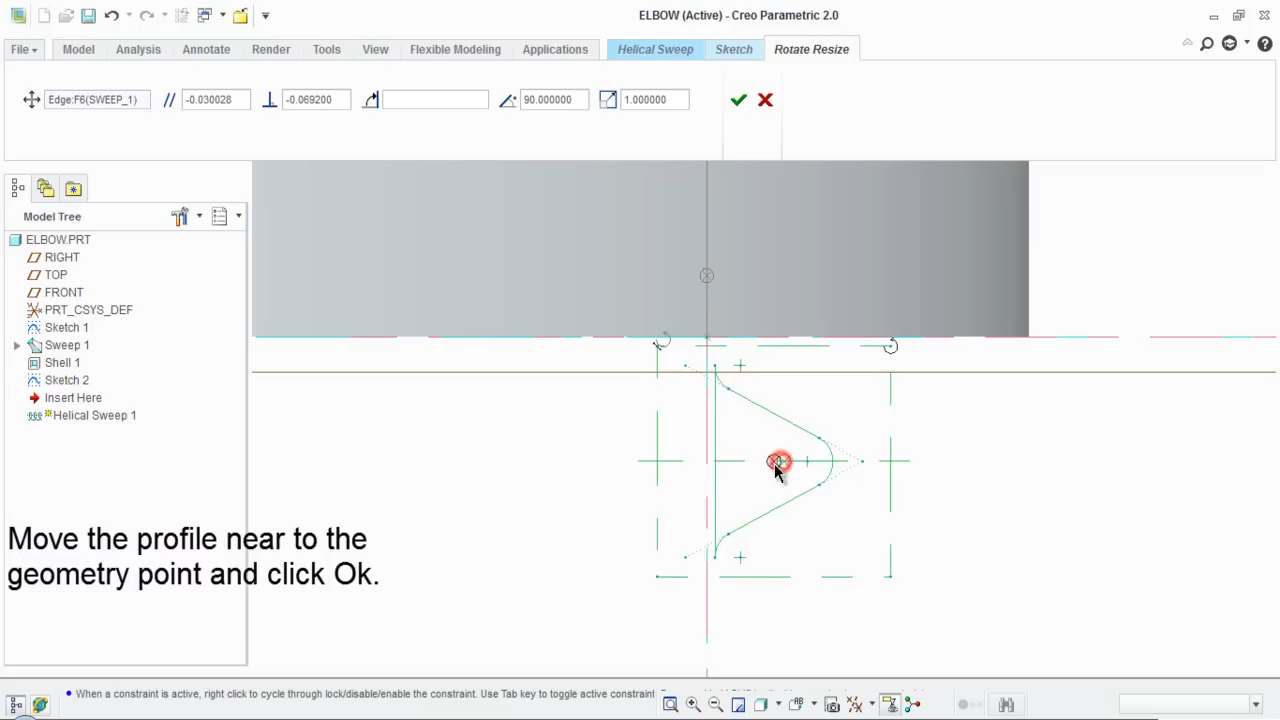 ELBOW (Active) - Creo Parametric 2.0
File
Model
Analysis
Annotate
Render
Tools
View
Flexible Modeling
Applications
Helical Sweep
Sketch
Rotate Resize
Edge:F6(SWEEP_1)
-0.030028
-0.069200
90.000000
1.000000
Model Tree
ELBOW.PRT
RIGHT
TOP
FRONT
PRT_CSYS_DEF
Sketch 1
Sweep 1
Shell 1
Sketch 2
Insert Here
Helical Sweep 1
Move the profile near to the
geometry point and click Ok.
When a constraint is active, right click to cycle through lock/disable/enable the constraint. Use Tab key to toggle active constraint